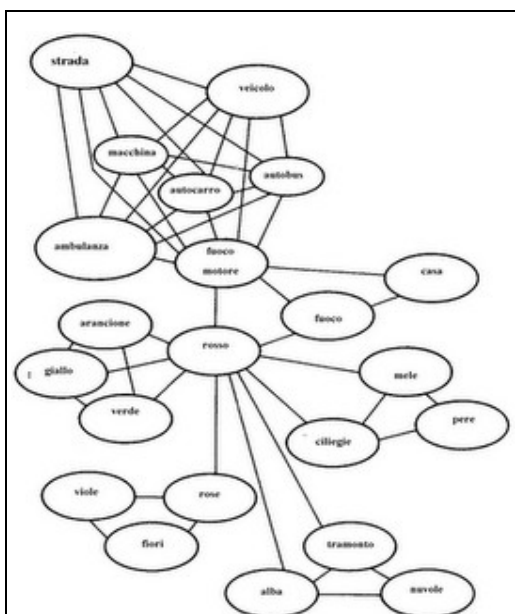 strada
veicolo
macchina
autocarro
autobus
ambulanza
fuoco
motore
casa
fuoco
arancione
rosso
giallo
verde
mele
pere
ciliegie
viole
rose
fiori
tramonto
alba
nuvole